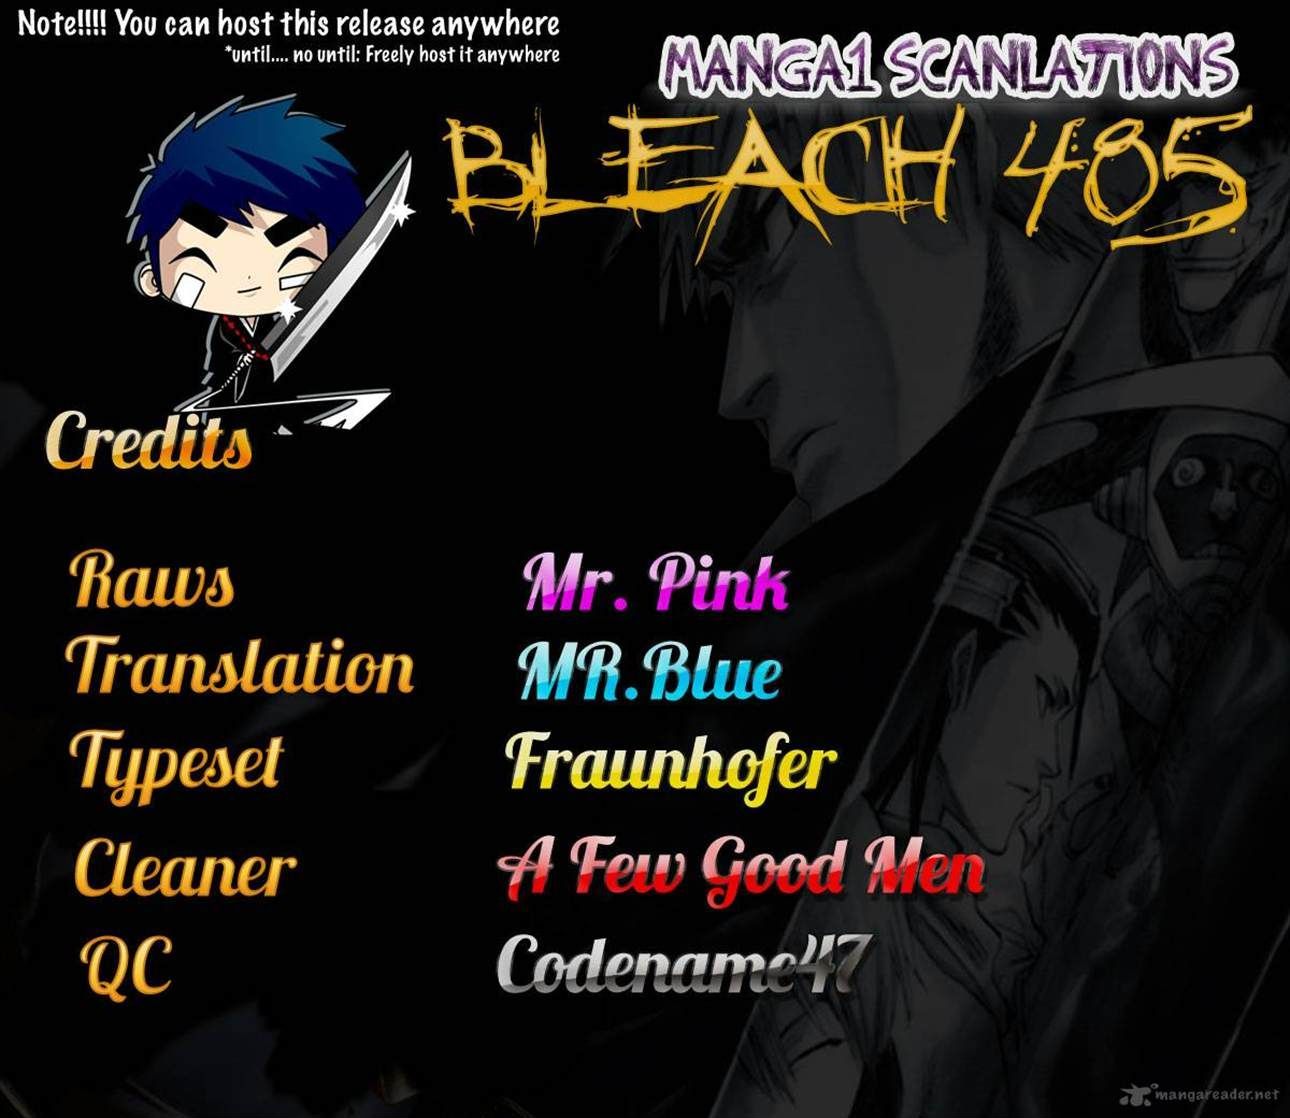 Note!!!! You can host this release anywhere
*until.... no until: Freely host it anywhere
MANGA1 SCANLATIONS
BLEACH 485
Credits
Raws Mr. Pink
Translation MR.Blue
Typeset Fraunhofer
Cleaner A Few Good Men
QC Codename47
mangareader.net